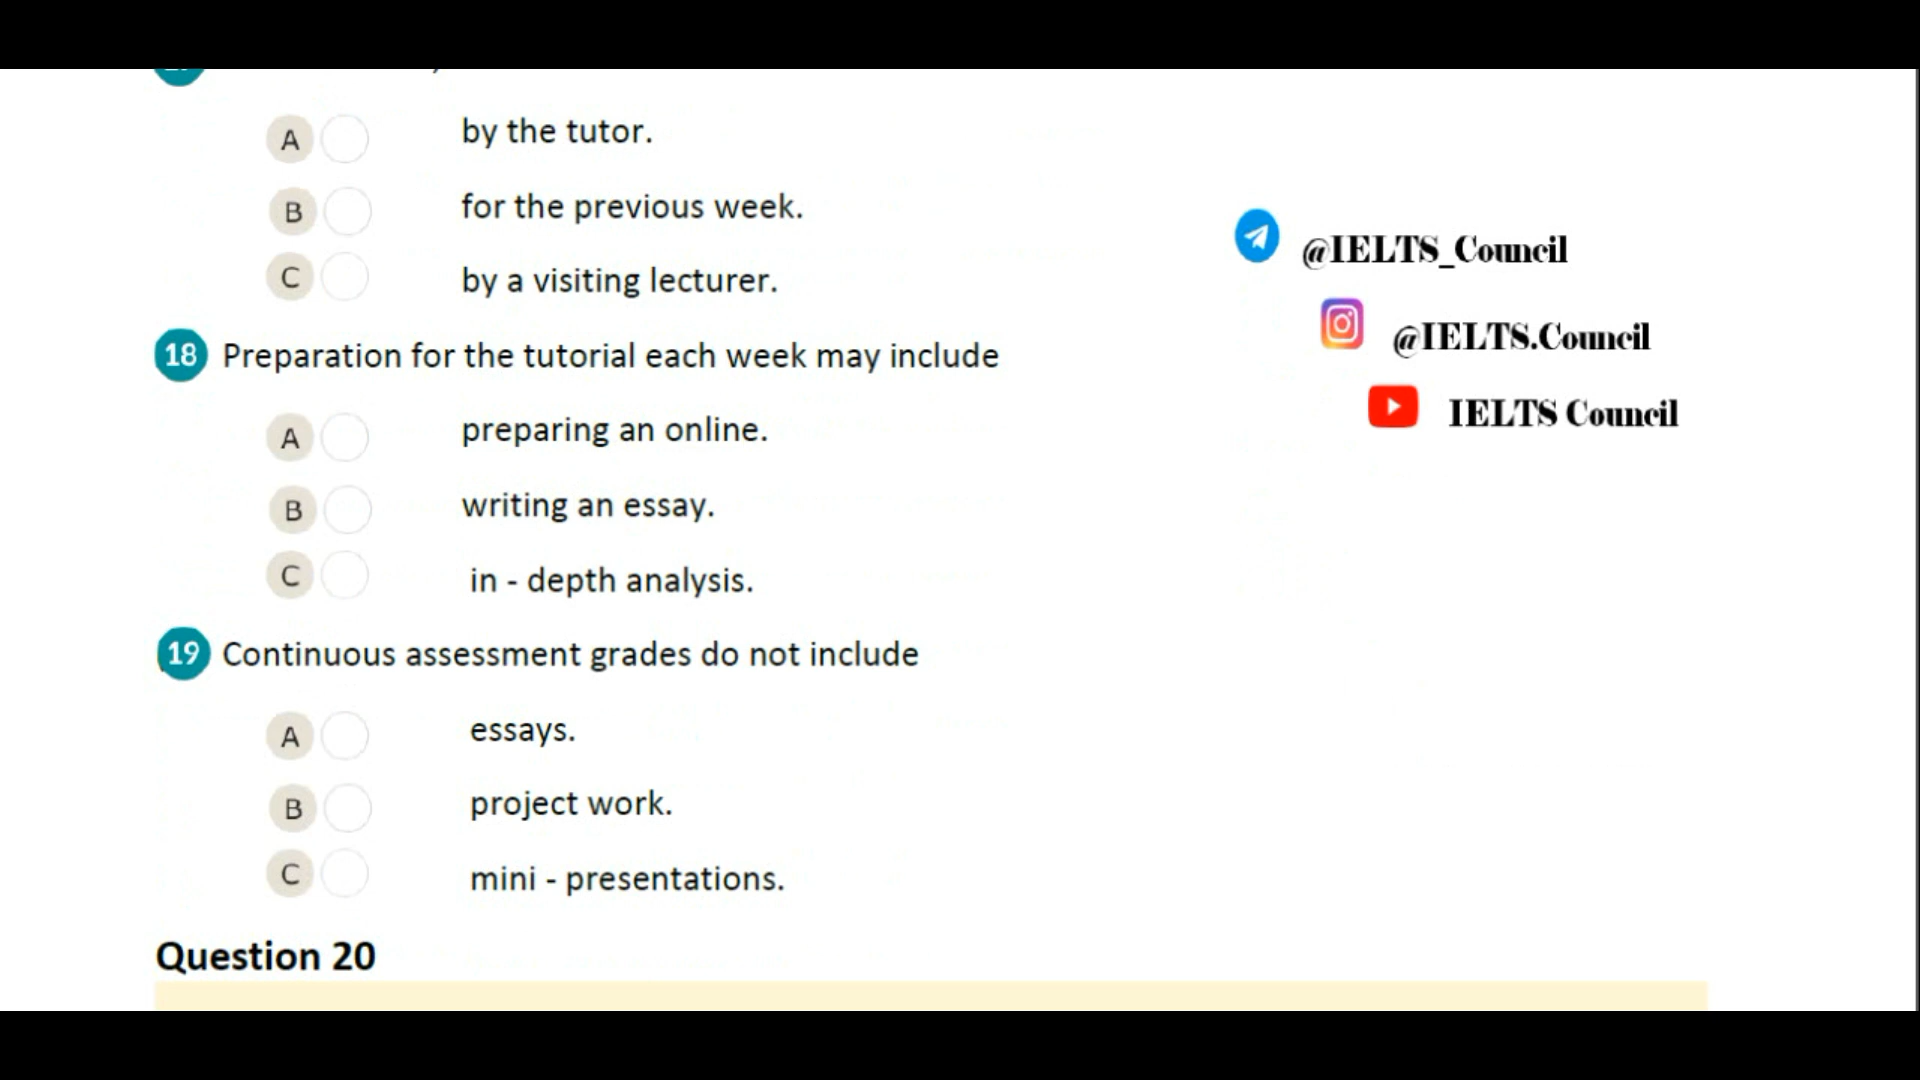 A by the tutor.
B for the previous week.
C by a visiting lecturer.
18 Preparation for the tutorial each week may include
A preparing an online.
B writing an essay.
C in - depth analysis.
19 Continuous assessment grades do not include
A essays.
B project work.
C mini - presentations.
Question 20
@IELTS_Council
@IELTS.Council
IELTS Council